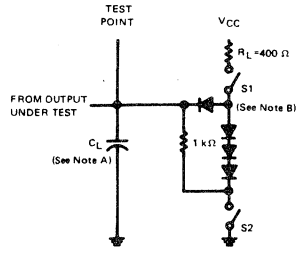 TEST
POINT
VCC
RL=400 Ω
S1
FROM OUTPUT
UNDER TEST
(See Note B)
CL
1 kΩ
(See Note A)
S2